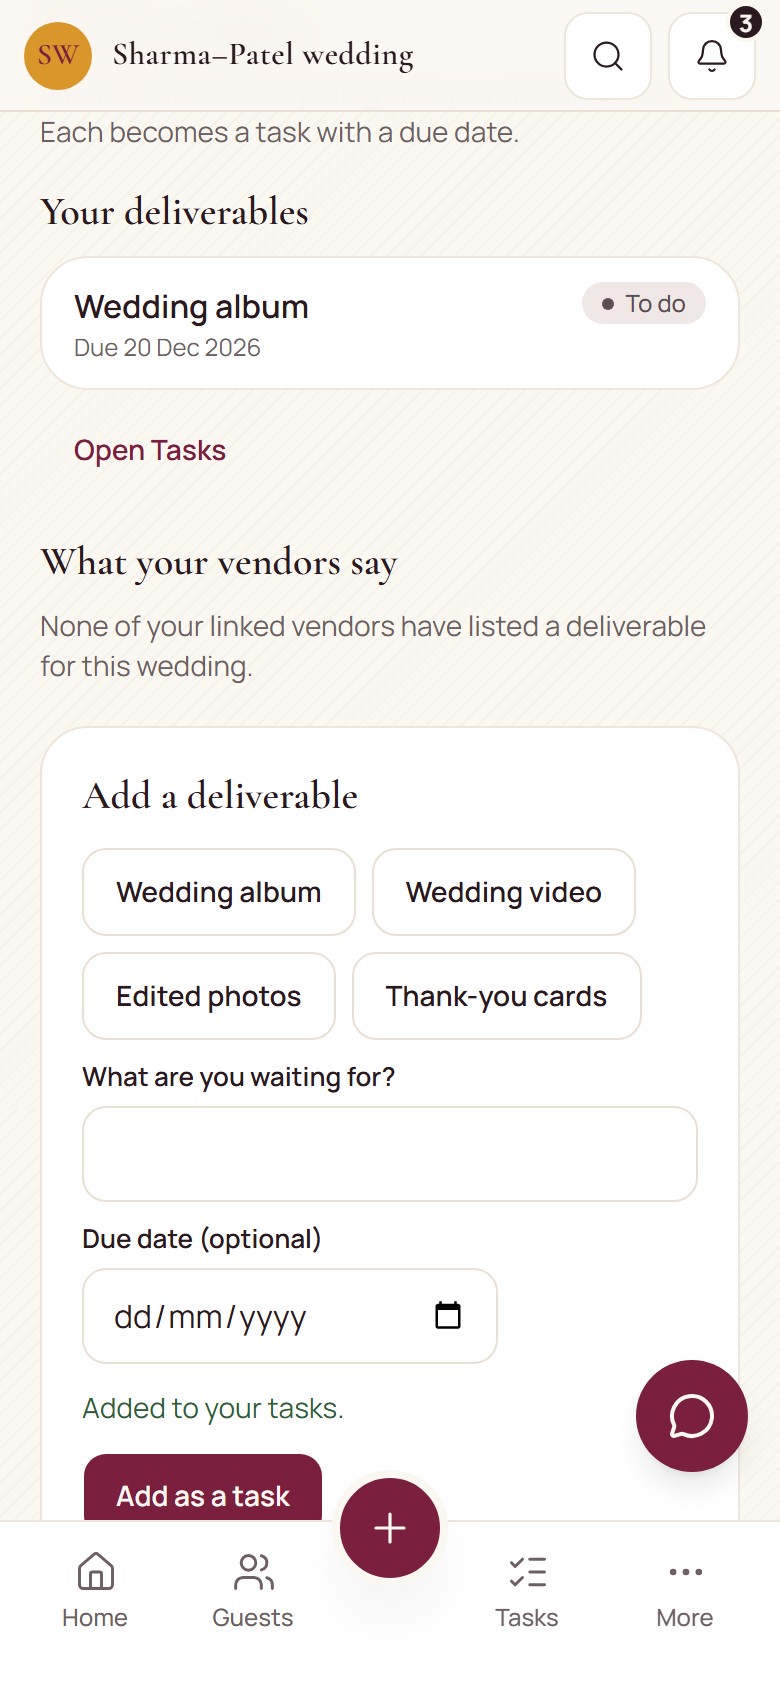 SW
Sharma–Patel wedding
3
Each becomes a task with a due date.
Your deliverables
Wedding album
To do
Due 20 Dec 2026
Open Tasks
What your vendors say
None of your linked vendors have listed a deliverable
for this wedding.
Add a deliverable
Wedding album
Wedding video
Edited photos
Thank-you cards
What are you waiting for?
Due date (optional)
dd/mm/yyyy
Added to your tasks.
Add as a task
Home
Guests
Tasks
More